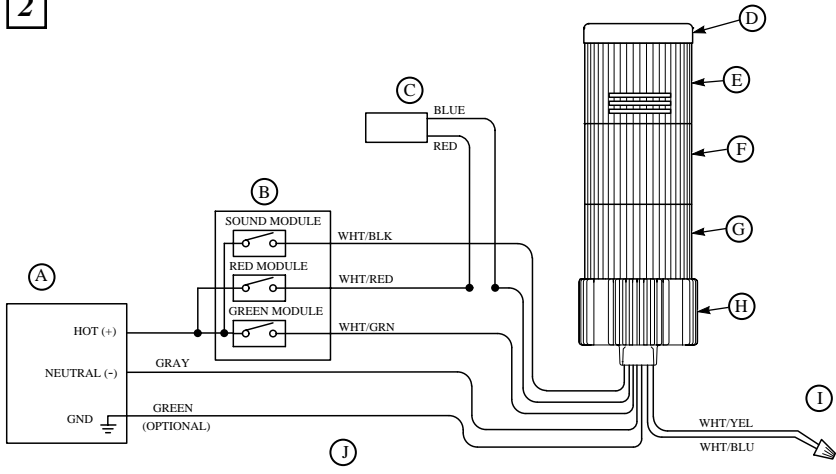 2
D
E
C
BLUE
RED
F
B
SOUND MODULE
WHT/BLK
G
RED MODULE
WHT/RED
A
GREEN MODULE
WHT/GRN
H
HOT (+)
GRAY
NEUTRAL (-)
GREEN
GND
(OPTIONAL)
I
WHT/YEL
WHT/BLU
J